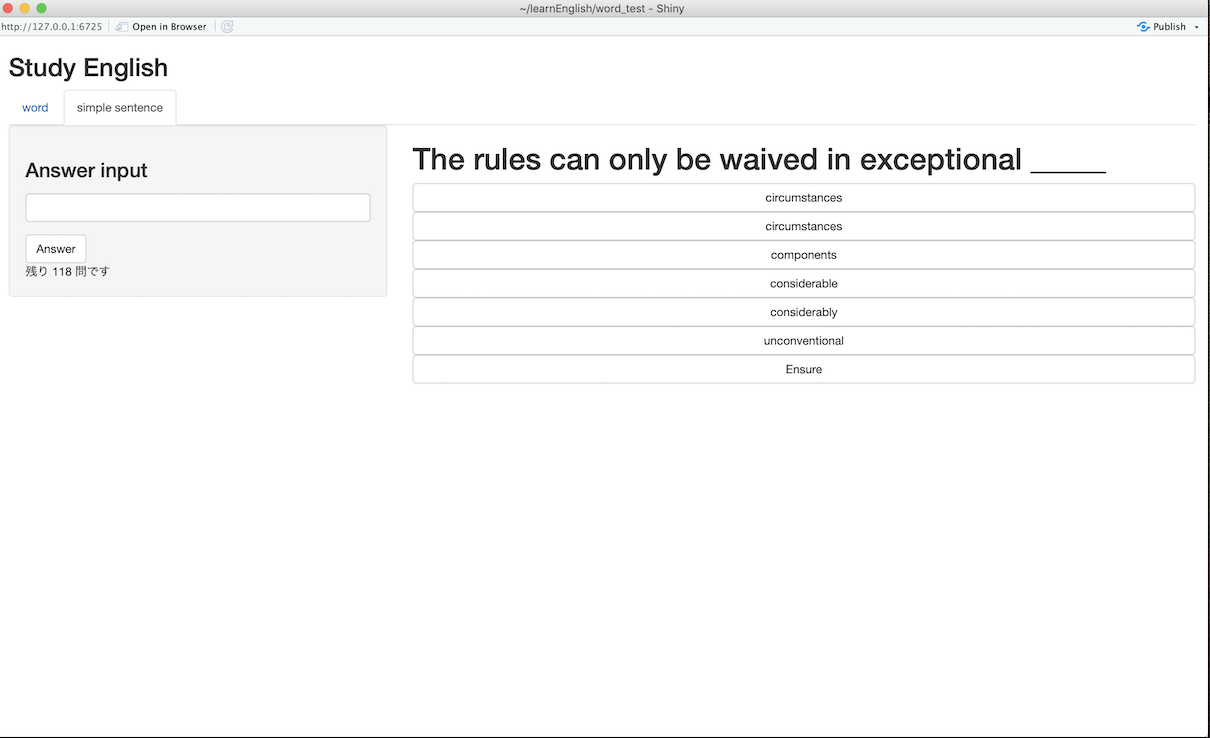 ~/learnEnglish/word_test - Shiny
http://127.0.0.1:6725 Open in Browser Publish
Study English
word simple sentence
Answer input
Answer
残り 118 問です
The rules can only be waived in exceptional _____
circumstances
circumstances
components
considerable
considerably
unconventional
Ensure